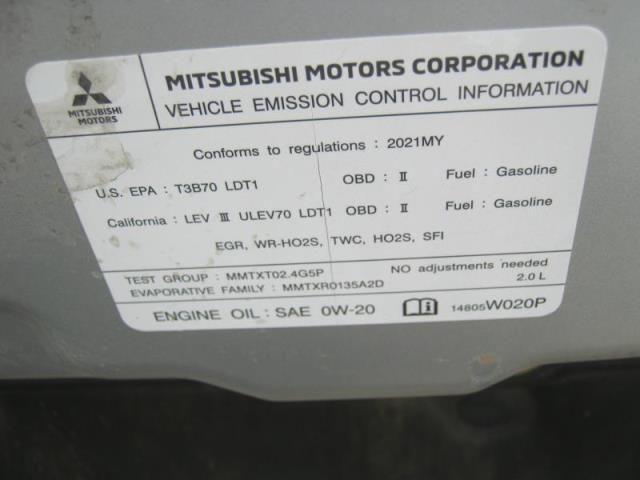 MITSUBISHI MOTORS
MITSUBISHI MOTORS CORPORATION
VEHICLE EMISSION CONTROL INFORMATION
Conforms to regulations : 2021MY
U.S. EPA : T3B70 LDT1 OBD : II Fuel : Gasoline
California : LEV III ULEV70 LDT1 OBD : II Fuel : Gasoline
EGR, WR-HO2S, TWC, HO2S, SFI
TEST GROUP : MMTXT02.4G5P NO adjustments needed
EVAPORATIVE FAMILY : MMTXR0135A2D 2.0 L
ENGINE OIL : SAE 0W-20 14805W020P